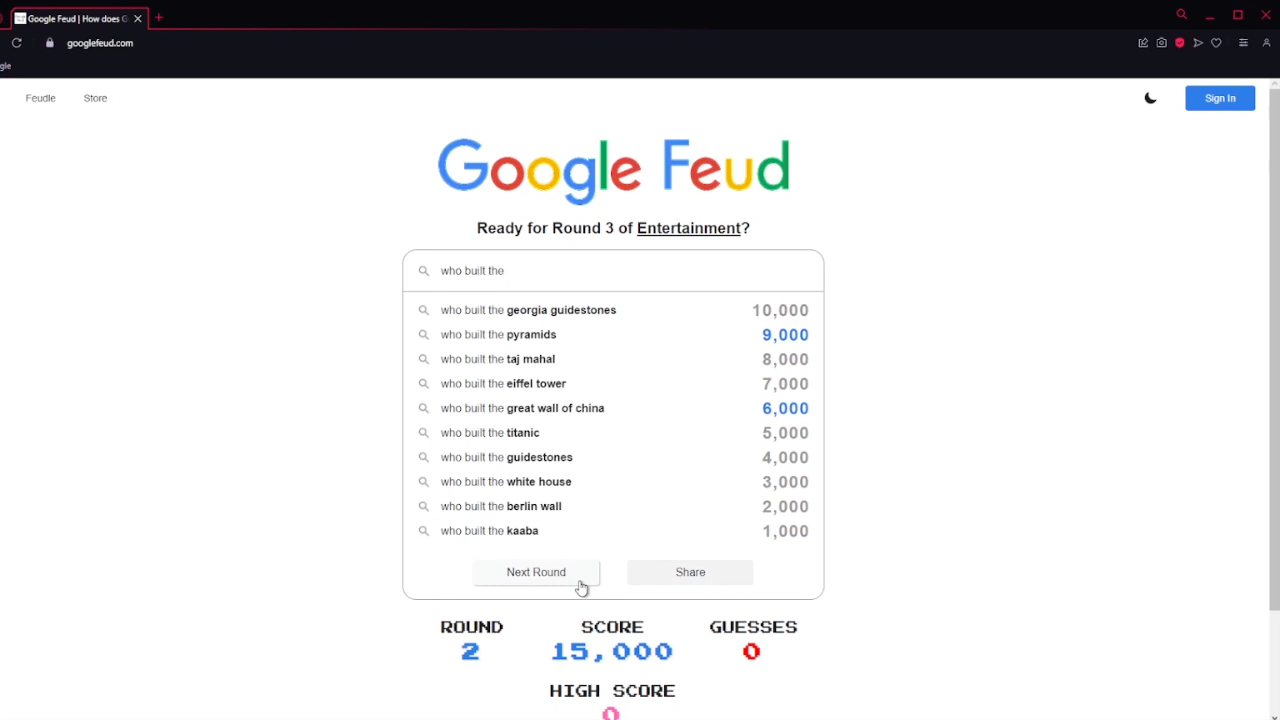 Google Feud | How does G
googlefeud.com
gle
Feudle Store Sign In
Google Feud
Ready for Round 3 of Entertainment?
who built the
who built the georgia guidestones 10,000
who built the pyramids 9,000
who built the taj mahal 8,000
who built the eiffel tower 7,000
who built the great wall of china 6,000
who built the titanic 5,000
who built the guidestones 4,000
who built the white house 3,000
who built the berlin wall 2,000
who built the kaaba 1,000
Next Round Share
ROUND SCORE GUESSES
2 15,000 0
HIGH SCORE
0